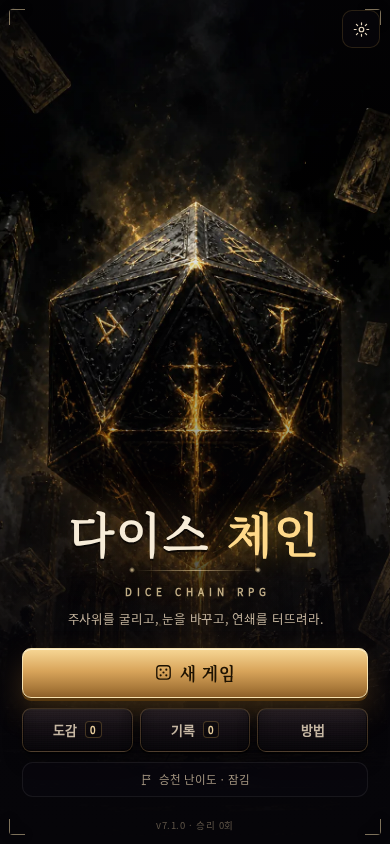 다이스 체인
DICE CHAIN RPG
주사위를 굴리고, 눈을 바꾸고, 연쇄를 터뜨려라.
새 게임
도감 0 기록 0 방법
승천 난이도 · 잠김
v7.1.0 · 승리 0회